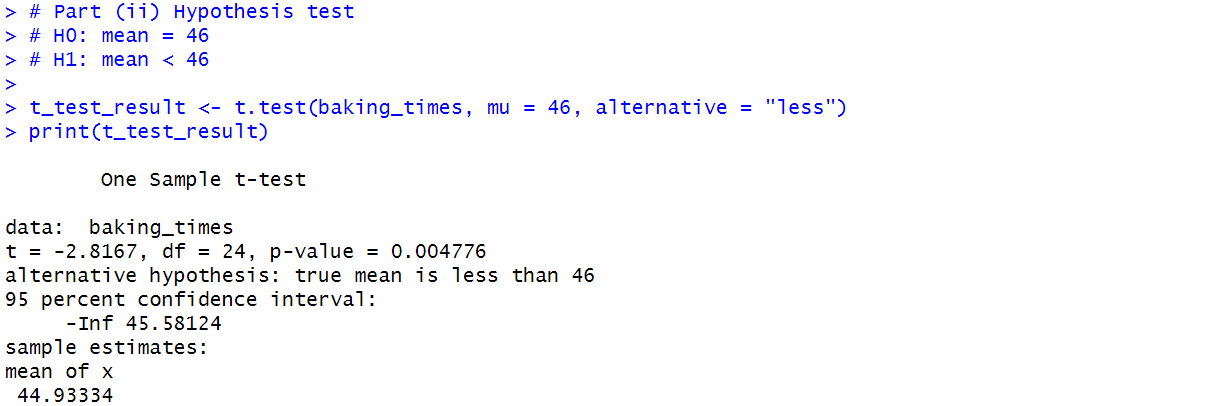 > # Part (ii) Hypothesis test
> # H0: mean = 46
> # H1: mean < 46
>
> t_test_result <- t.test(baking_times, mu = 46, alternative = "less")
> print(t_test_result)
One Sample t-test
data:  baking_times
t = -2.8167, df = 24, p-value = 0.004776
alternative hypothesis: true mean is less than 46
95 percent confidence interval:
-Inf 45.58124
sample estimates:
mean of x
44.93334